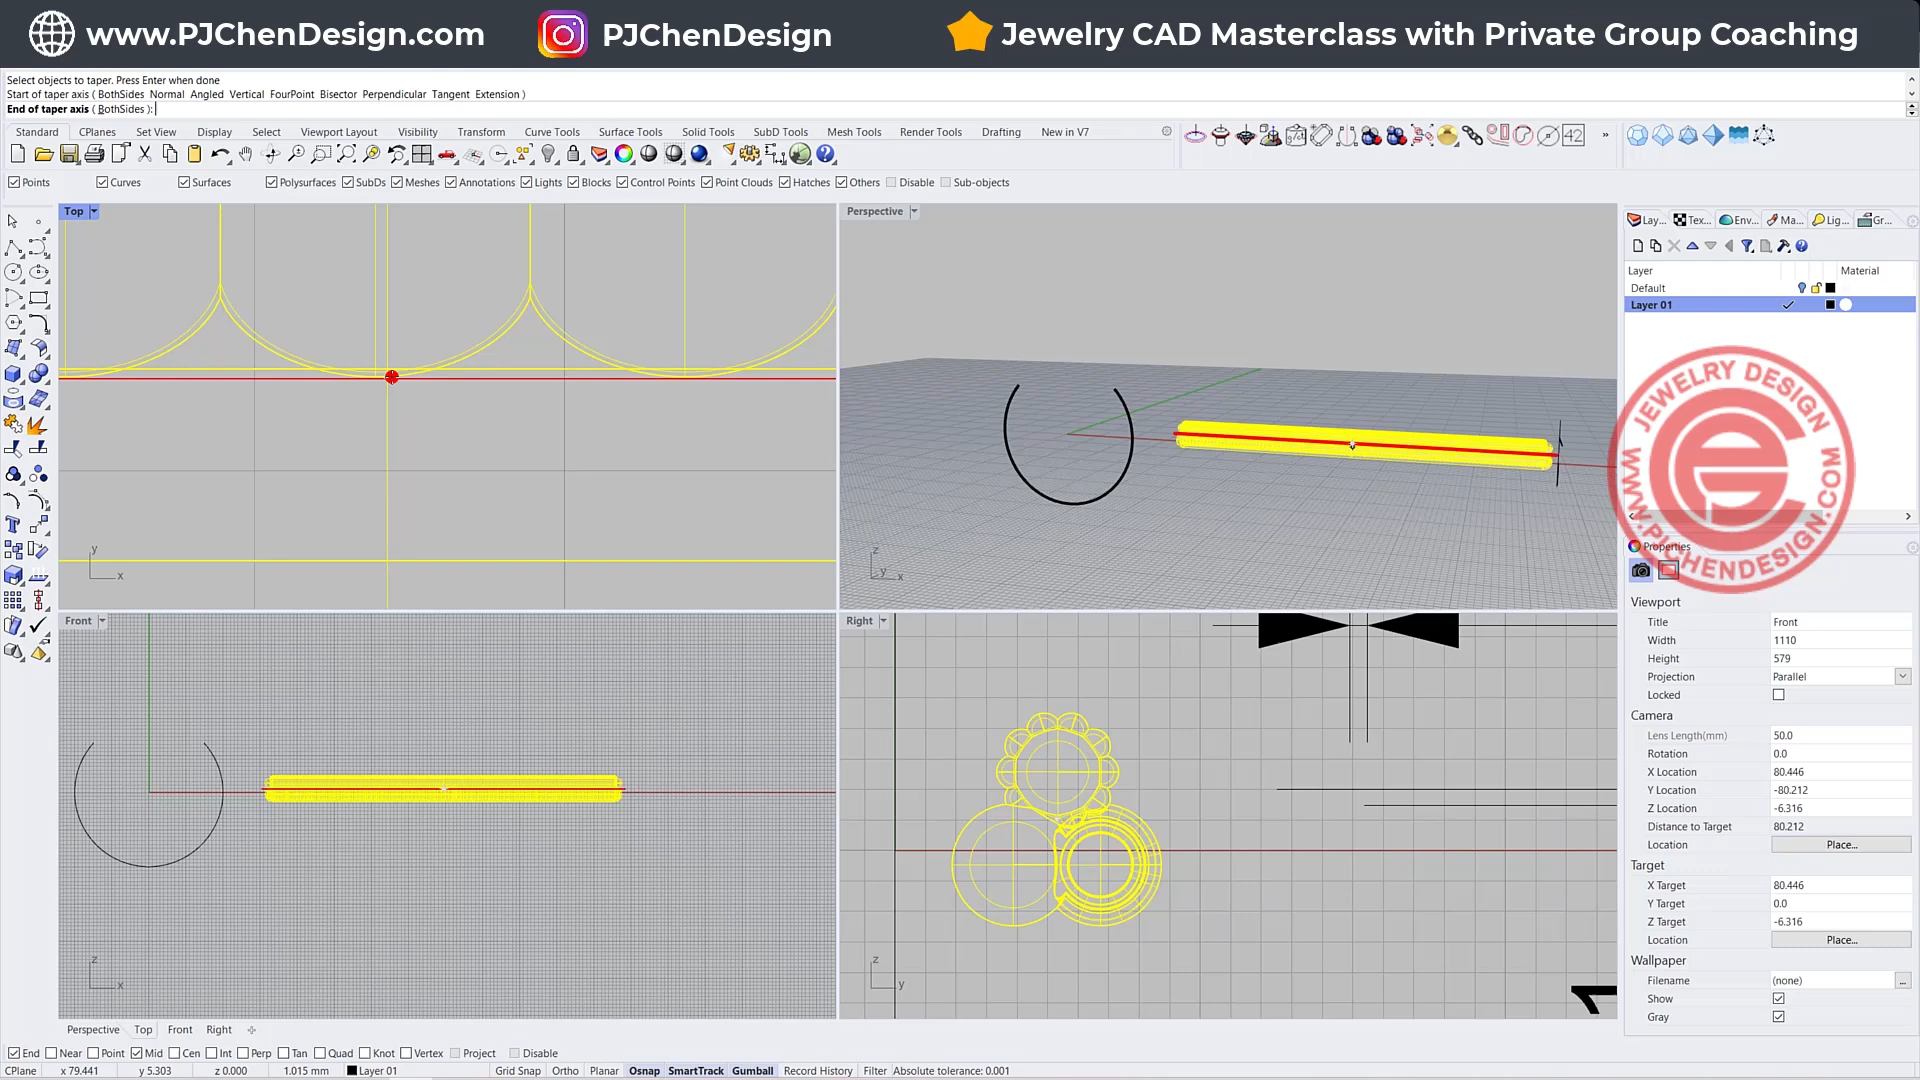 www.PJChenDesign.com PJChenDesign Jewelry CAD Masterclass with Private Group Coaching
Select objects to taper. Press Enter when done
Start of taper axis ( BothSides Normal Angled Vertical FourPoint Bisector Perpendicular Tangent Extension )
End of taper axis ( BothSides ):
Standard CPlanes Set View Display Select Viewport Layout Visibility Transform Curve Tools Surface Tools Solid Tools SubD Tools Mesh Tools Render Tools Drafting New in V7
42 »
Points Curves Surfaces Polysurfaces SubDs Meshes Annotations Lights Blocks Control Points Point Clouds Hatches Others Disable Sub-objects
Top Perspective
Lay... Tex... Env... Ma... Lig... Gr...
Layer Material
Default
Layer 01
JEWELRY DESIGN
WWW.PJCHENDESIGN.COM
y
x
z
y x
Front Right
Properties
Viewport
Title Front
Width 1110
Height 579
Projection Parallel
Locked
Camera
Lens Length(mm) 50.0
Rotation 0.0
X Location 80.446
Y Location -80.212
Z Location -6.316
Distance to Target 80.212
Location Place...
Target
X Target 80.446
Y Target 0.0
Z Target -6.316
Location Place...
Wallpaper
Filename (none) ...
Show
Gray
z
x
z
y
Perspective Top Front Right
End Near Point Mid Cen Int Perp Tan Quad Knot Vertex Project Disable
CPlane x 79.441 y 5.303 z 0.000 1.015 mm Layer 01 Grid Snap Ortho Planar Osnap SmartTrack Gumball Record History Filter Absolute tolerance: 0.001